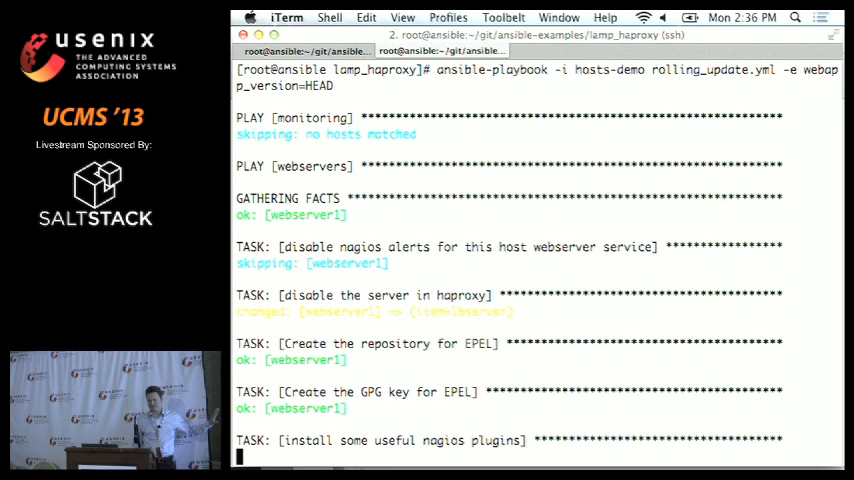 usenix
THE ADVANCED
COMPUTING SYSTEMS
ASSOCIATION
UCMS '13
Livestream Sponsored By:
SALTSTACK
iTerm Shell Edit View Profiles Toolbelt Window Help Mon 2:36 PM
2. root@ansible:~/git/ansible-examples/lamp_haproxy (ssh)
root@ansible:~/git/ansible... root@ansible:~/git/ansible...
[root@ansible lamp_haproxy]# ansible-playbook -i hosts-demo rolling_update.yml -e webap
p_version=HEAD
PLAY [monitoring] *************************************************************
skipping: no hosts matched
PLAY [webservers] *************************************************************
GATHERING FACTS ***************************************************************
ok: [webserver1]
TASK: [disable nagios alerts for this host webserver service] *****************
skipping: [webserver1]
TASK: [disable the server in haproxy] *****************************************
changed: [webserver1] => (item=lbserver)
TASK: [Create the repository for EPEL] ****************************************
ok: [webserver1]
TASK: [Create the GPG key for EPEL] *******************************************
ok: [webserver1]
TASK: [install some useful nagios plugins] ************************************